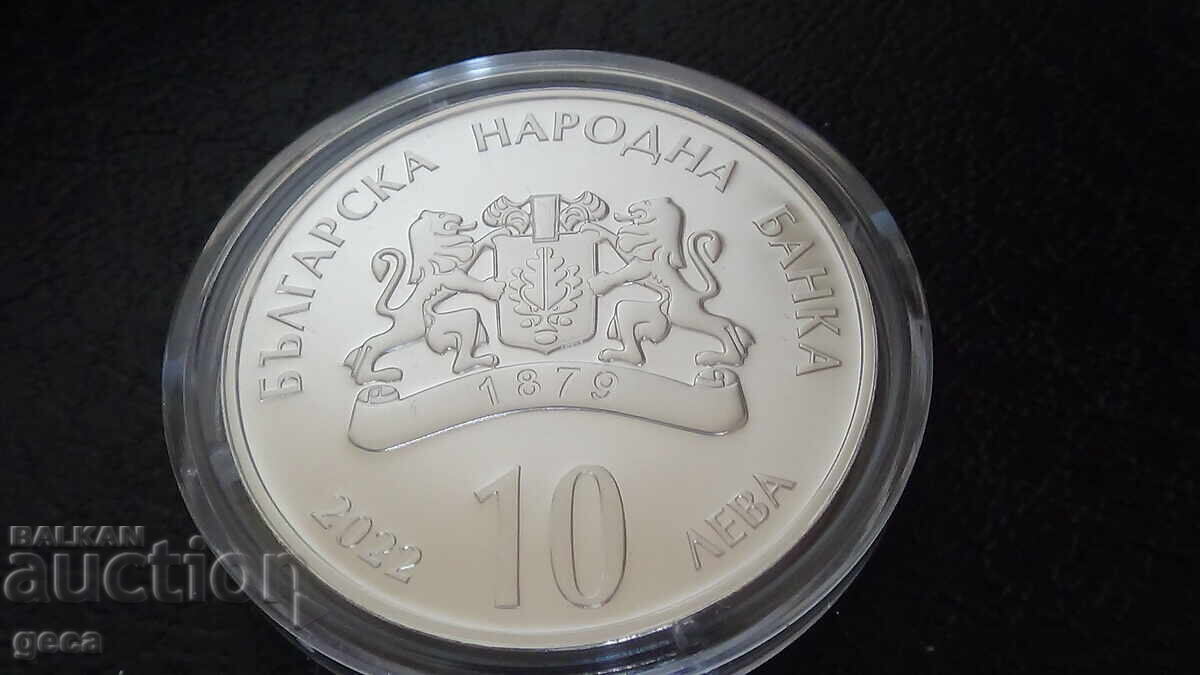 БЪЛГАРСКА НАРОДНА БАНКА
1879
2022 10 ЛЕВА
BALKAN
auction
geca